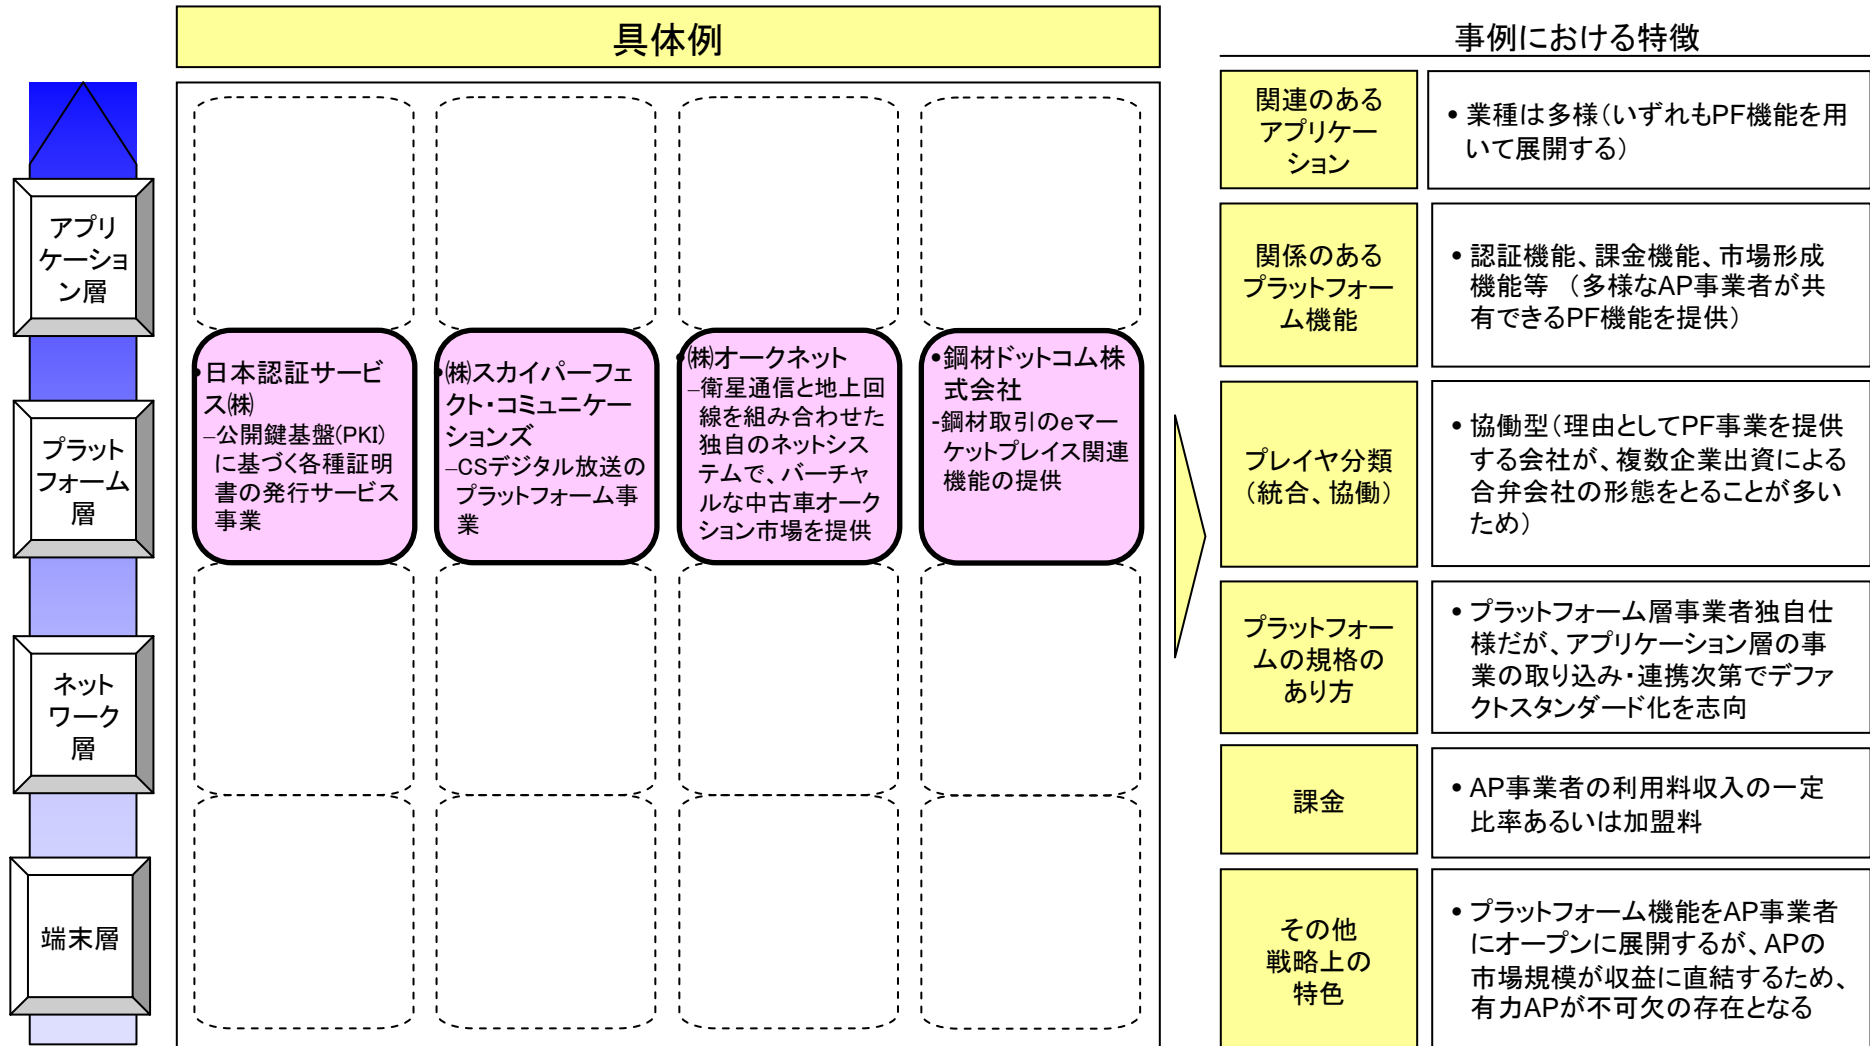 具体例
事例における特徴
アプリ
ケーショ
ン層
プラット
フォーム
層
ネット
ワーク
層
端末層
•日本認証サービ
ス㈱
–公開鍵基盤(PKI)
に基づく各種証明
書の発行サービス
事業
•㈱スカイパーフェ
クト・コミュニケー
ションズ
–CSデジタル放送の
プラットフォーム事
業
•㈱オークネット
–衛星通信と地上回
線を組み合わせた
独自のネットシス
テムで、バーチャ
ルな中古車オーク
ション市場を提供
•鋼材ドットコム株
式会社
-鋼材取引のeマー
ケットプレイス関連
機能の提供
関連のある
アプリケー
ション
• 業種は多様（いずれもPF機能を用
いて展開する）
関係のある
プラットフォー
ム機能
• 認証機能、課金機能、市場形成
機能等　（多様なAP事業者が共
有できるPF機能を提供）
プレイヤ分類
（統合、協働）
• 協働型（理由としてPF事業を提供
する会社が、複数企業出資による
合弁会社の形態をとることが多い
ため）
プラットフォー
ムの規格の
あり方
• プラットフォーム層事業者独自仕
様だが、アプリケーション層の事
業の取り込み・連携次第でデファ
クトスタンダード化を志向
課金
• AP事業者の利用料収入の一定
比率あるいは加盟料
その他
戦略上の
特色
• プラットフォーム機能をAP事業者
にオープンに展開するが、APの
市場規模が収益に直結するため、
有力APが不可欠の存在となる